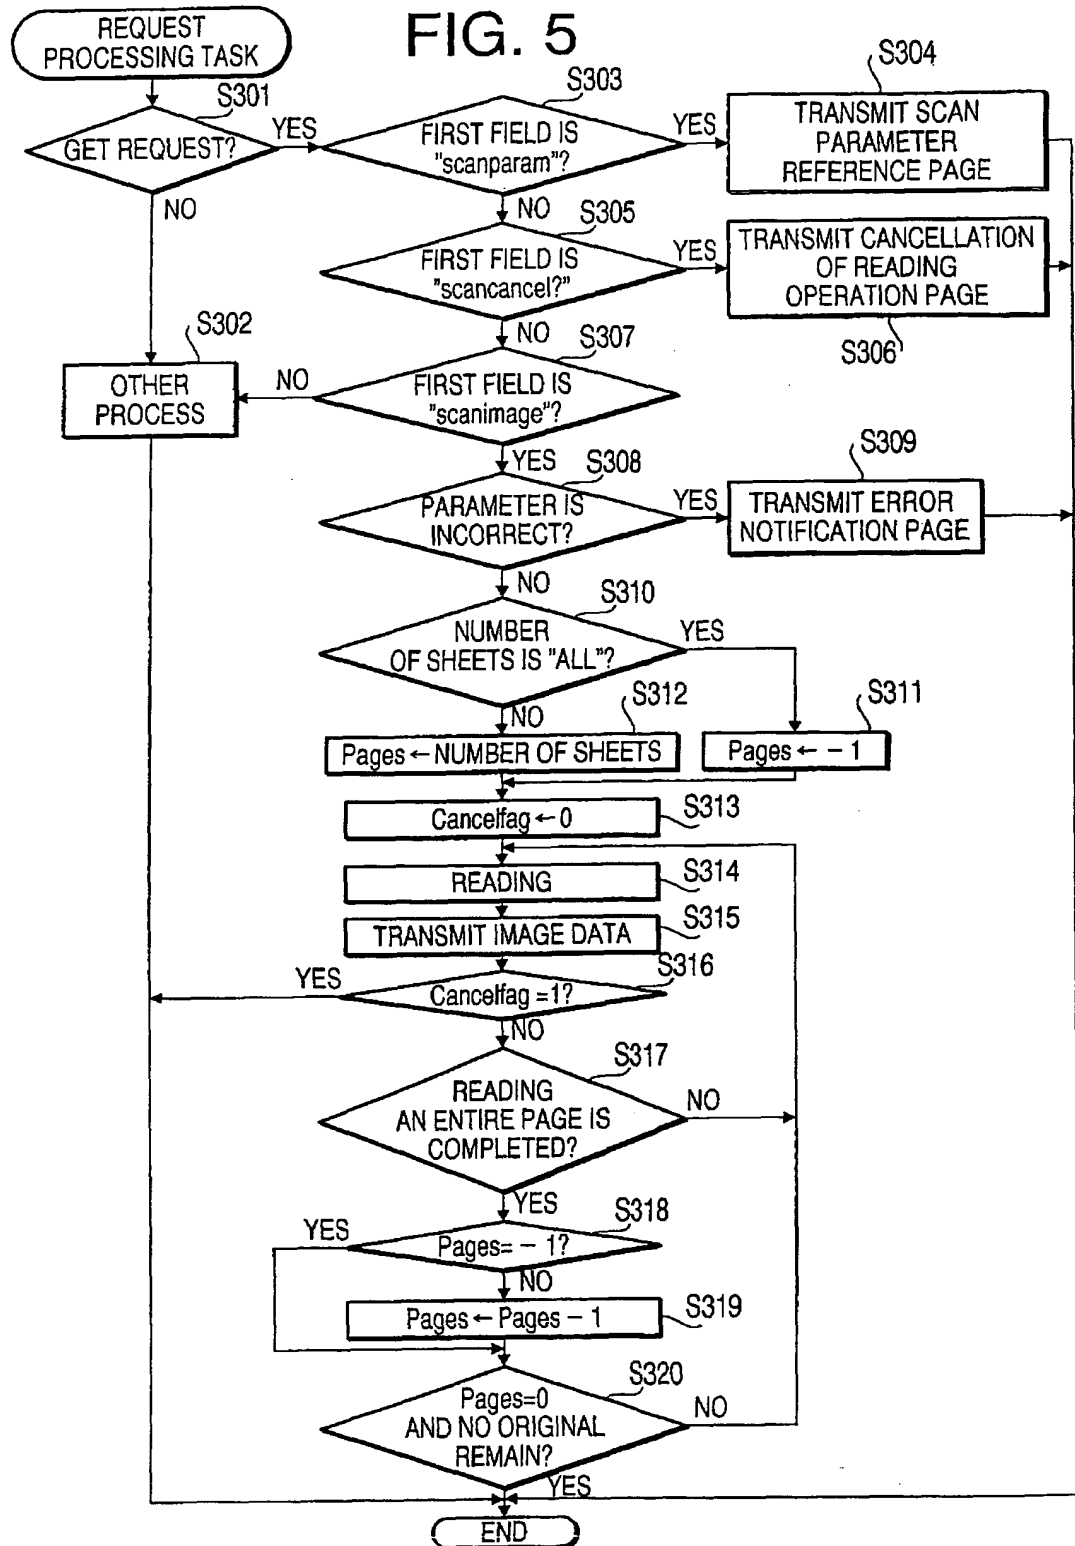 FIG. 5
REQUEST
PROCESSING TASK
S301
GET REQUEST?
YES
NO
S303
FIRST FIELD IS
"scanparam"?
YES
NO
S304
TRANSMIT SCAN
PARAMETER
REFERENCE PAGE
S305
FIRST FIELD IS
"scancancel?"
YES
NO
TRANSMIT CANCELLATION
OF READING
OPERATION PAGE
S306
S302
OTHER
PROCESS
S307
NO
FIRST FIELD IS
"scanimage"?
YES
S308
PARAMETER IS
INCORRECT?
YES
NO
S309
TRANSMIT ERROR
NOTIFICATION PAGE
S310
NUMBER
OF SHEETS IS "ALL"?
YES
NO
S312
Pages ← NUMBER OF SHEETS
S311
Pages ← – 1
S313
Cancelfag ← 0
S314
READING
S315
TRANSMIT IMAGE DATA
S316
YES
Cancelfag =1?
NO
S317
READING
AN ENTIRE PAGE IS
COMPLETED?
NO
YES
S318
YES
Pages= – 1?
NO
S319
Pages ← Pages – 1
S320
Pages=0
AND NO ORIGINAL
REMAIN?
NO
YES
END